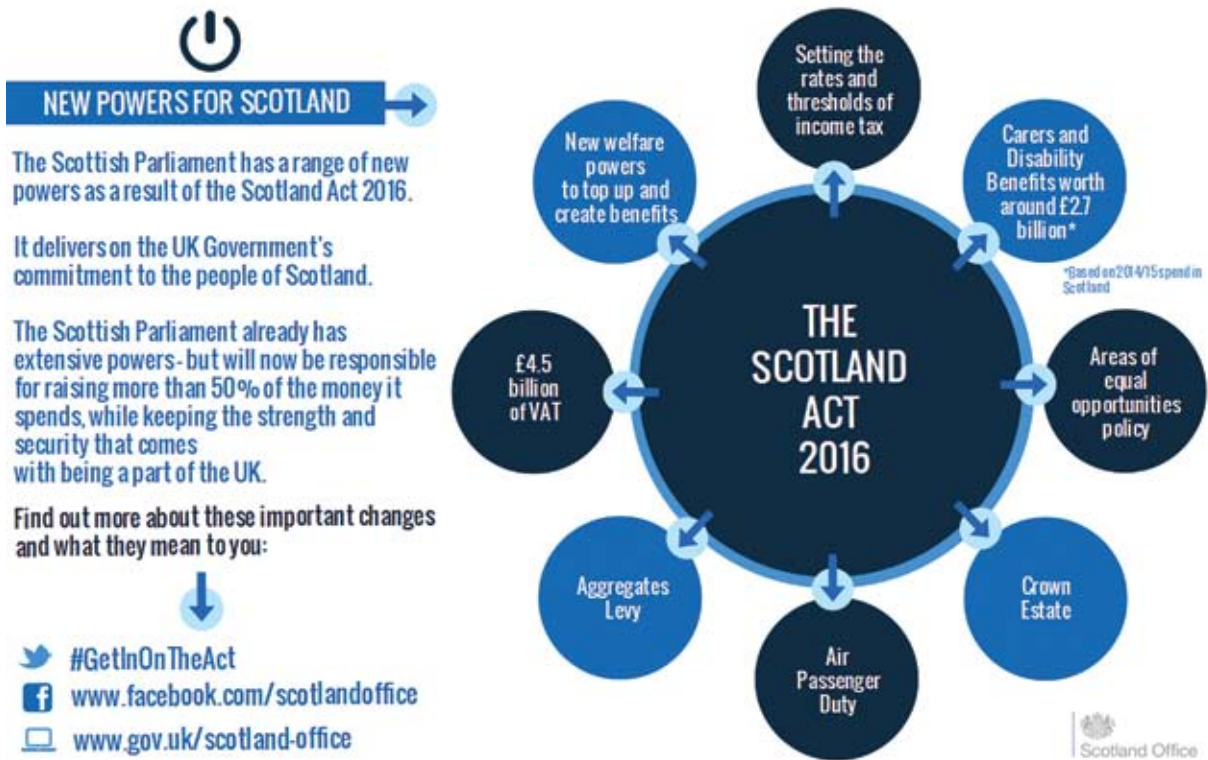 NEW POWERS FOR SCOTLAND
The Scottish Parliament has a range of new
powers as a result of the Scotland Act 2016.
It delivers on the UK Government's
commitment to the people of Scotland.
The Scottish Parliament already has
extensive powers - but will now be responsible
for raising more than 50% of the money it
spends, while keeping the strength and
security that comes
with being a part of the UK.
Find out more about these important changes
and what they mean to you:
#GetInOnTheAct
www.facebook.com/scotlandoffice
www.gov.uk/scotland-office
THE
SCOTLAND
ACT
2016
Setting the
rates and
thresholds of
income tax
Carers and
Disability
Benefits worth
around £2.7
billion*
*Based on 2014/15 spend in
Scotland
Areas of
equal
opportunities
policy
Crown
Estate
Air
Passenger
Duty
Aggregates
Levy
£4.5
billion
of VAT
New welfare
powers
to top up and
create benefits
Scotland Office